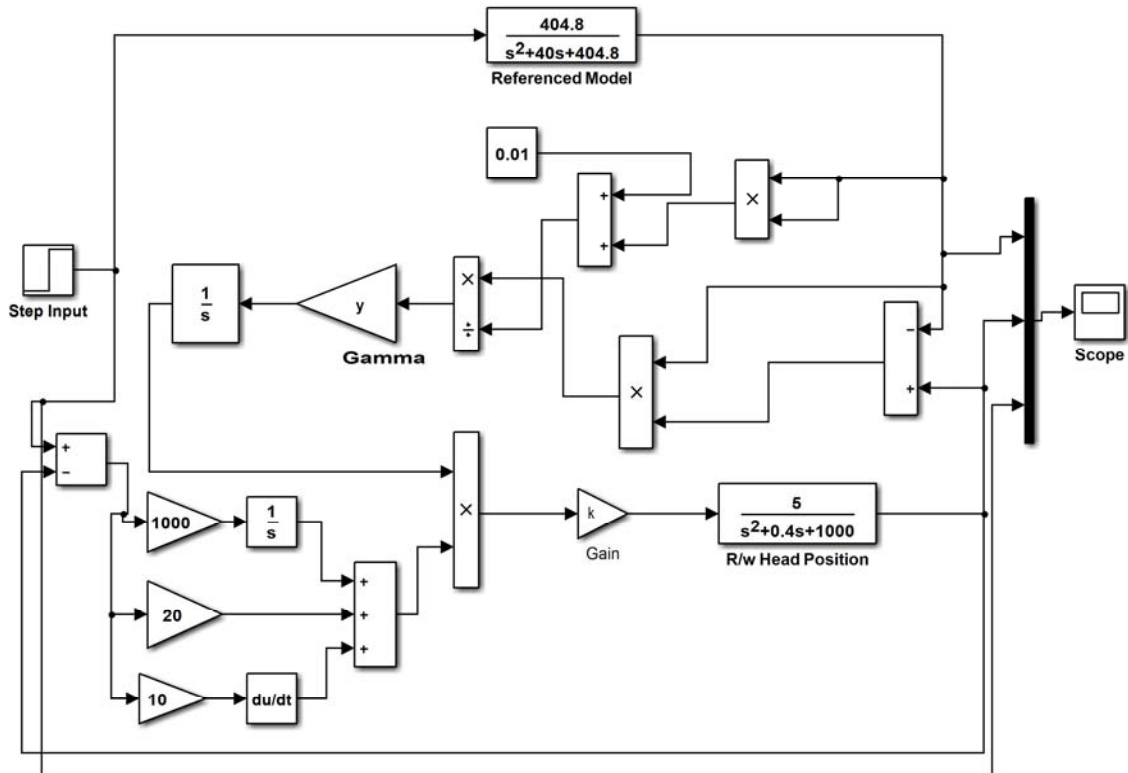 404.8
s²+40s+404.8
Referenced Model
0.01
+
+
×
Step Input
1
s
y
Gamma
×
÷
×
−
+
Scope
+
−
1000
1
s
20
10
du/dt
+
+
+
×
k
Gain
5
s²+0.4s+1000
R/w Head Position